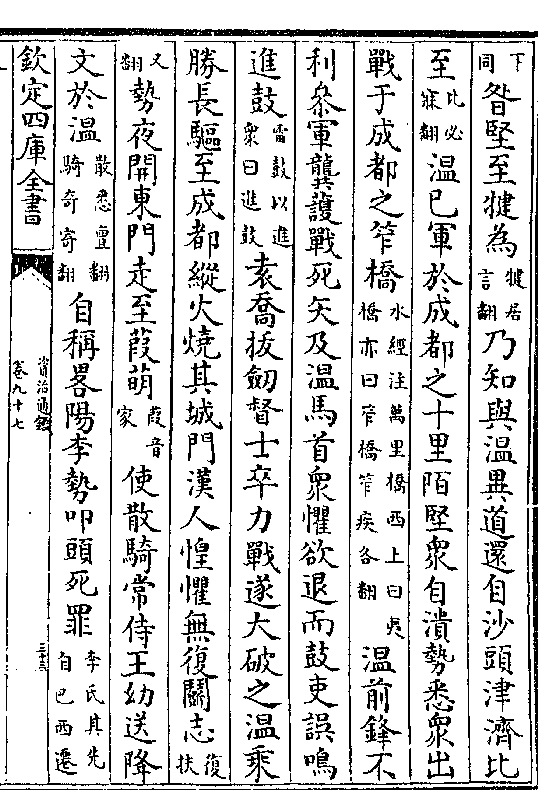 下同昝堅至犍為犍居言翻乃知與温異道還自沙頭津濟比
至比必寐翻温已軍於成都之十里陌堅衆自潰勢悉衆出
戰于成都之笮橋水經注萬里橋西上曰夷橋亦曰笮橋笮疾各翻温前鋒不
利叅軍龔護戰死矢及温馬首衆懼欲退而鼓吏誤鳴
進鼓雷鼓以進衆曰進鼓袁喬拔劒督士卒力戰遂大破之温乘
勝長驅至成都縱火燒其城門漢人惶懼無復鬭志復扶
又翻勢夜開東門走至葭萌葭音家使散騎常侍王幼送降
文於温散悉亶翻騎奇寄翻自稱畧陽李勢叩頭死罪李氏其先自巴西遷
欽定四庫全書
資治通鑑
卷九十七
三十三